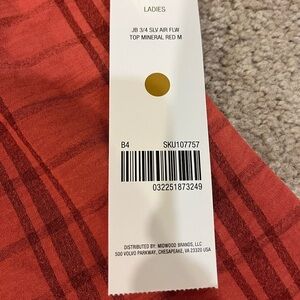 LADIES
JB 3/4 SLV AIR FLW
TOP MINERAL RED M
B4 SKU107757
032251873249
DISTRIBUTED BY: MIDWOOD BRANDS, LLC
500 VOLVO PARKWAY, CHESAPEAKE, VA 23320 USA